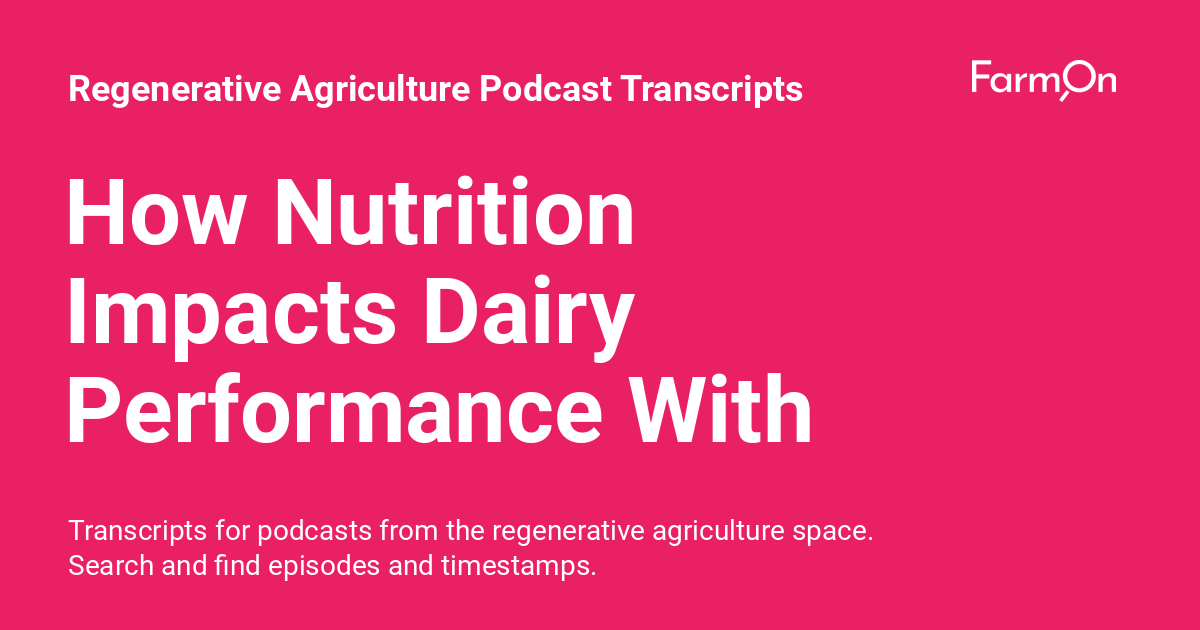 Regenerative Agriculture Podcast Transcripts
FarmOn
How Nutrition
Impacts Dairy
Performance With
Transcripts for podcasts from the regenerative agriculture space.
Search and find episodes and timestamps.